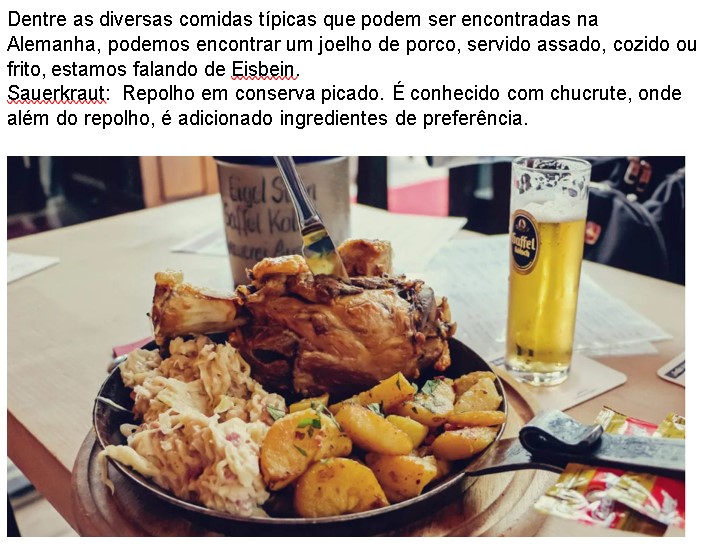 Dentre as diversas comidas típicas que podem ser encontradas na
Alemanha, podemos encontrar um joelho de porco, servido assado, cozido ou
frito, estamos falando de Eisbein.
Sauerkraut:  Repolho em conserva picado. É conhecido com chucrute, onde
além do repolho, é adicionado ingredientes de preferência.
Gaffel
Kölsch